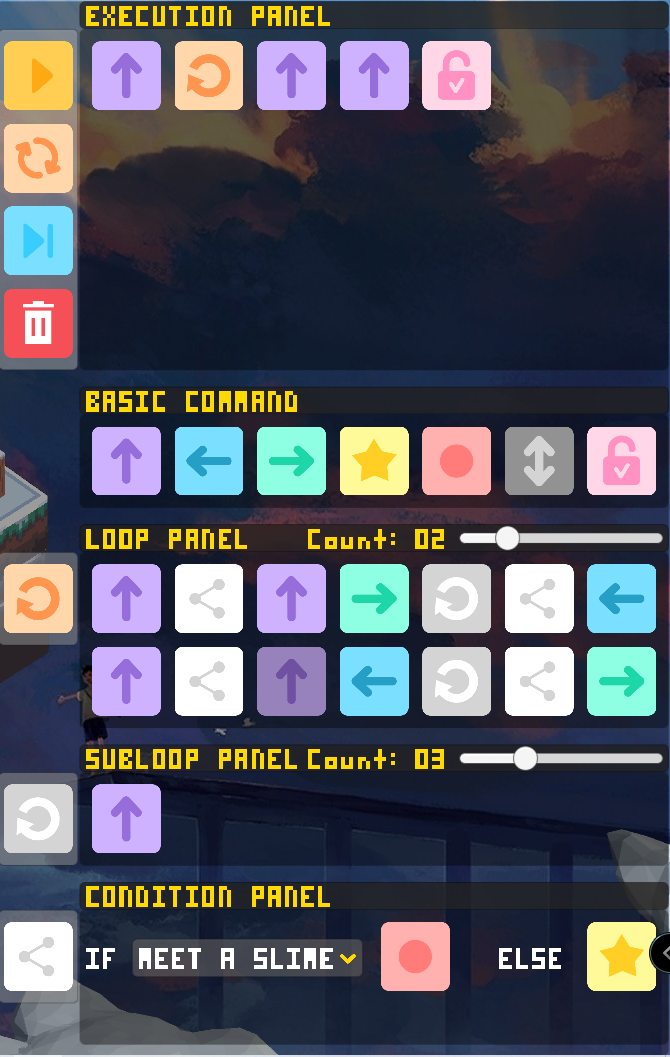 EXECUTION PANEL
BASIC COMMAND
LOOP PANEL Count: 02
SUBLOOP PANEL Count: 03
CONDITION PANEL
IF MEET A SLIME ELSE